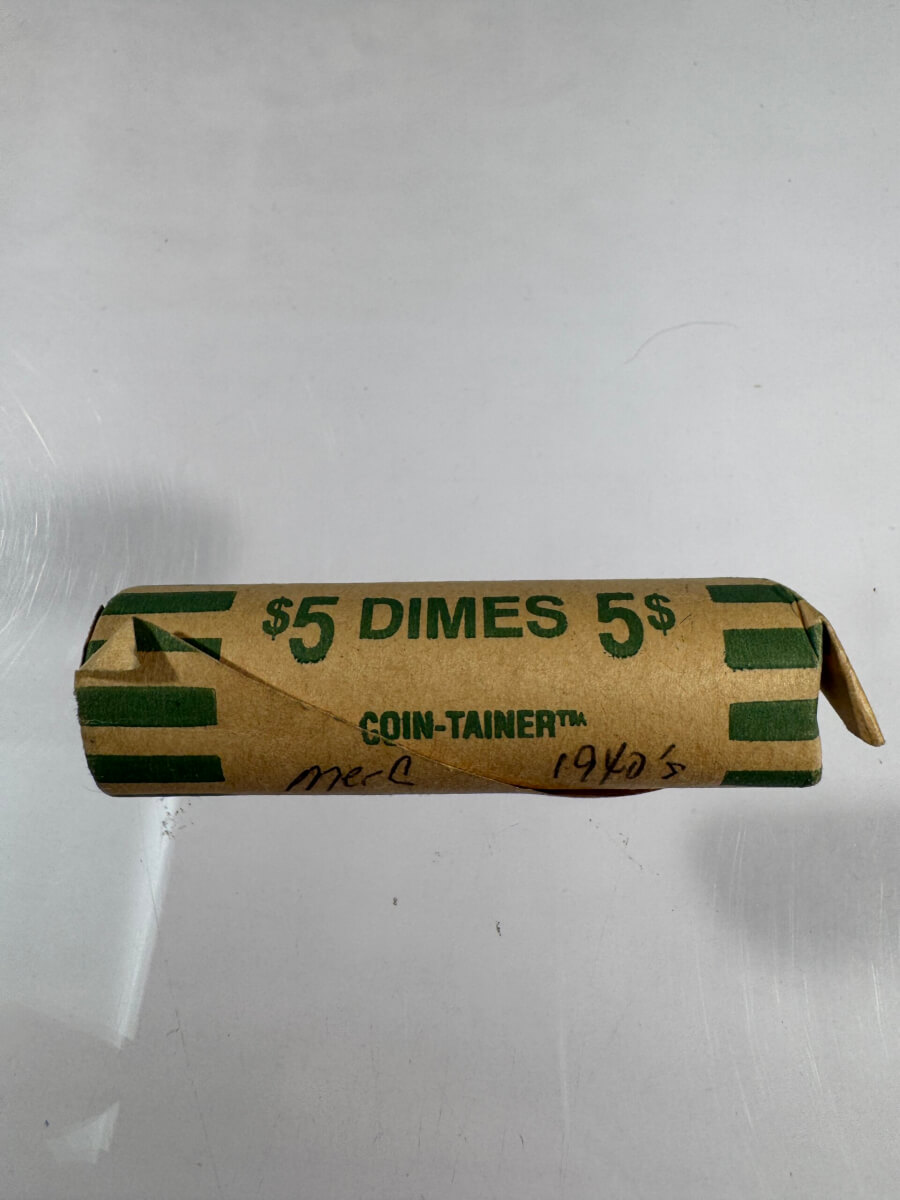 $5 DIMES 5$
COIN-TAINER™
Merc 1940's